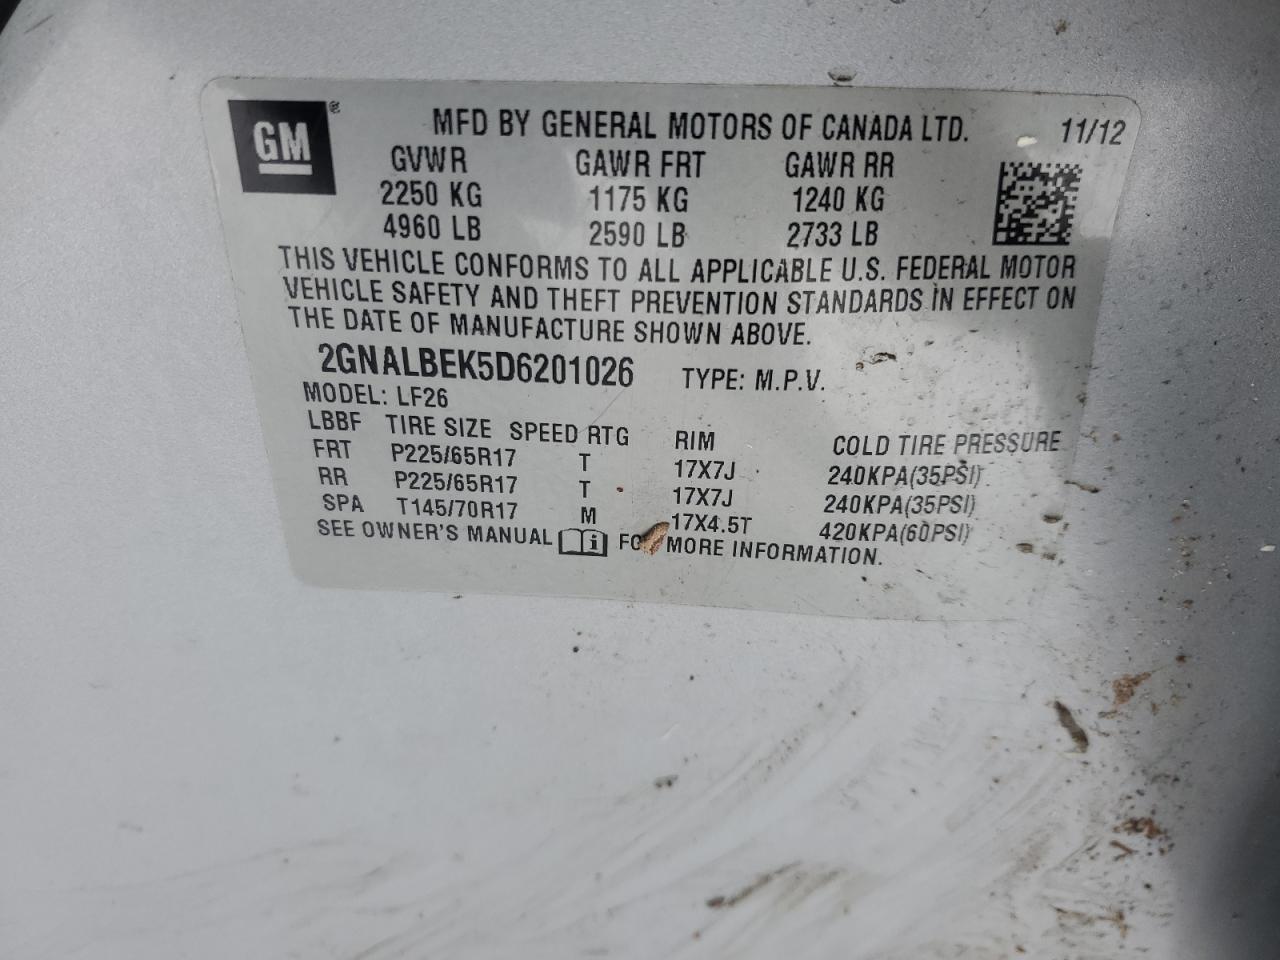 GM ®
MFD BY GENERAL MOTORS OF CANADA LTD. 11/12
GVWR GAWR FRT GAWR RR
2250 KG 1175 KG 1240 KG
4960 LB 2590 LB 2733 LB
THIS VEHICLE CONFORMS TO ALL APPLICABLE U.S. FEDERAL MOTOR
VEHICLE SAFETY AND THEFT PREVENTION STANDARDS IN EFFECT ON
THE DATE OF MANUFACTURE SHOWN ABOVE.
2GNALBEK5D6201026 TYPE: M.P.V.
MODEL: LF26
LBBF TIRE SIZE SPEED RTG RIM COLD TIRE PRESSURE
FRT P225/65R17 T 17X7J 240KPA(35PSI)
RR P225/65R17 T 17X7J 240KPA(35PSI)
SPA T145/70R17 M 17X4.5T 420KPA(60PSI)
SEE OWNER'S MANUAL i FOR MORE INFORMATION.